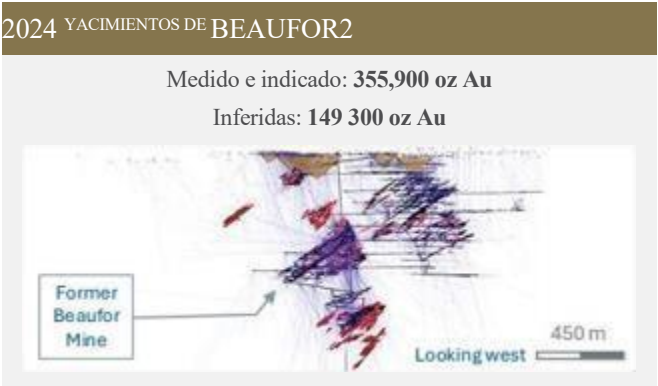 2024 YACIMIENTOS DE BEAUFOR2
Medido e indicado: 355,900 oz Au
Inferidas: 149 300 oz Au
Former
Beaufor
Mine
450 m
Looking west